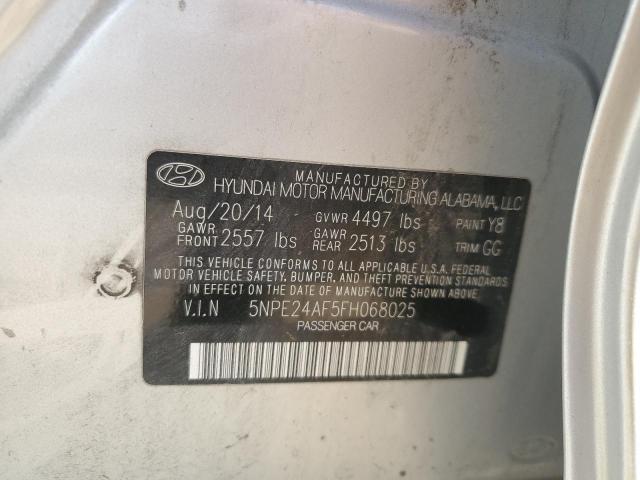 MANUFACTURED BY
HYUNDAI MOTOR MANUFACTURING ALABAMA, LLC
Aug/20/14 GVWR 4497 lbs PAINT Y8
GAWR FRONT 2557 lbs GAWR REAR 2513 lbs TRIM GG
THIS VEHICLE CONFORMS TO ALL APPLICABLE U.S.A. FEDERAL
MOTOR VEHICLE SAFETY, BUMPER, AND THEFT PREVENTION STANDARDS
IN EFFECT ON THE DATE OF MANUFACTURE SHOWN ABOVE.
V.I.N 5NPE24AF5FH068025
PASSENGER CAR